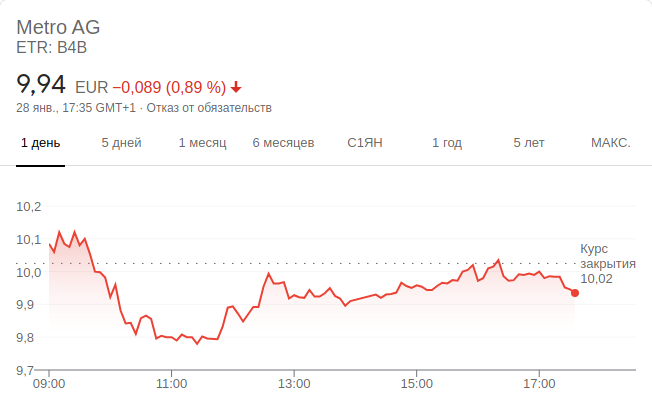 Metro AG
ETR: B4B
9,94 EUR −0,089 (0,89 %)
28 янв., 17:35 GMT+1 · Отказ от обязательств
1 день 5 дней 1 месяц 6 месяцев С1ЯН 1 год 5 лет МАКС.
10,2
10,1
Курс
закрытия
10,02
10,0
9,9
9,8
9,7
09:00 11:00 13:00 15:00 17:00